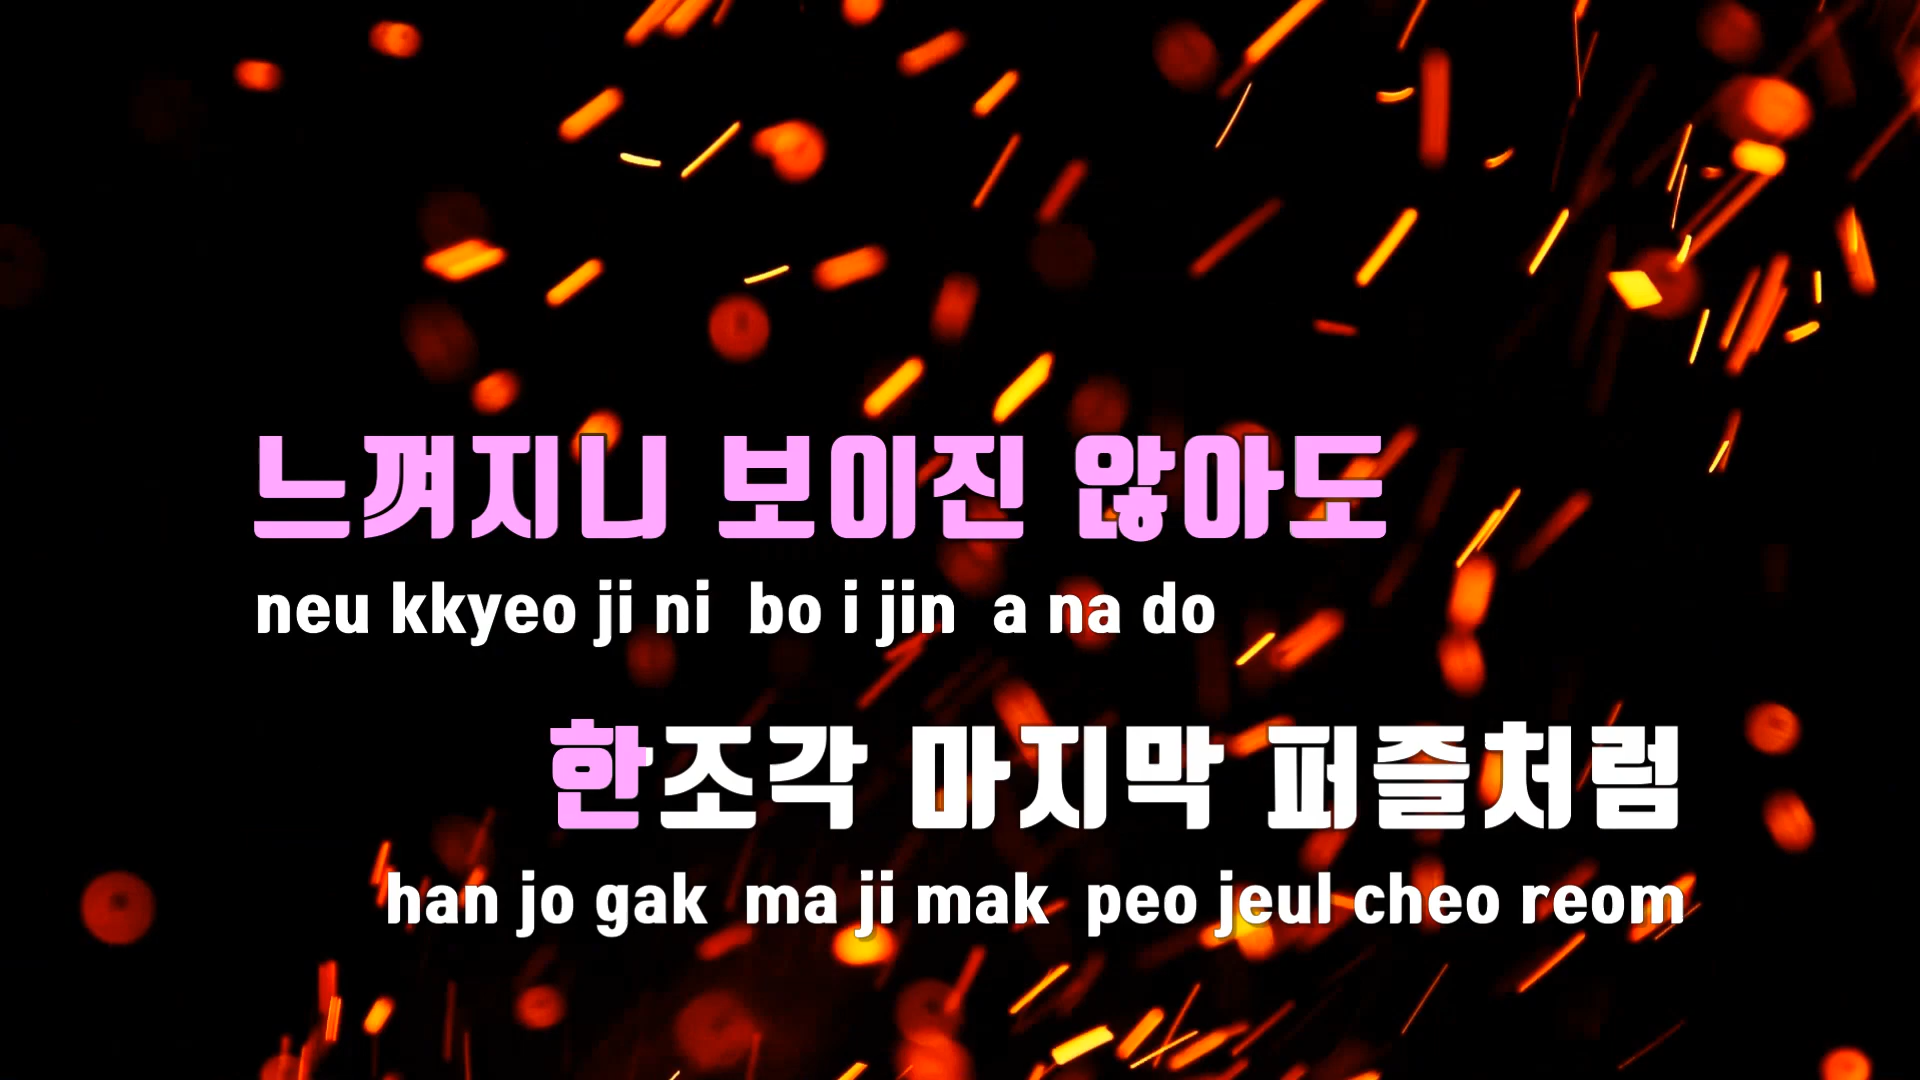 느껴지니 보이진 않아도
neu kkyeo ji ni bo i jin a na do
한조각 마지막 퍼즐처럼
han jo gak ma ji mak peo jeul cheo reom